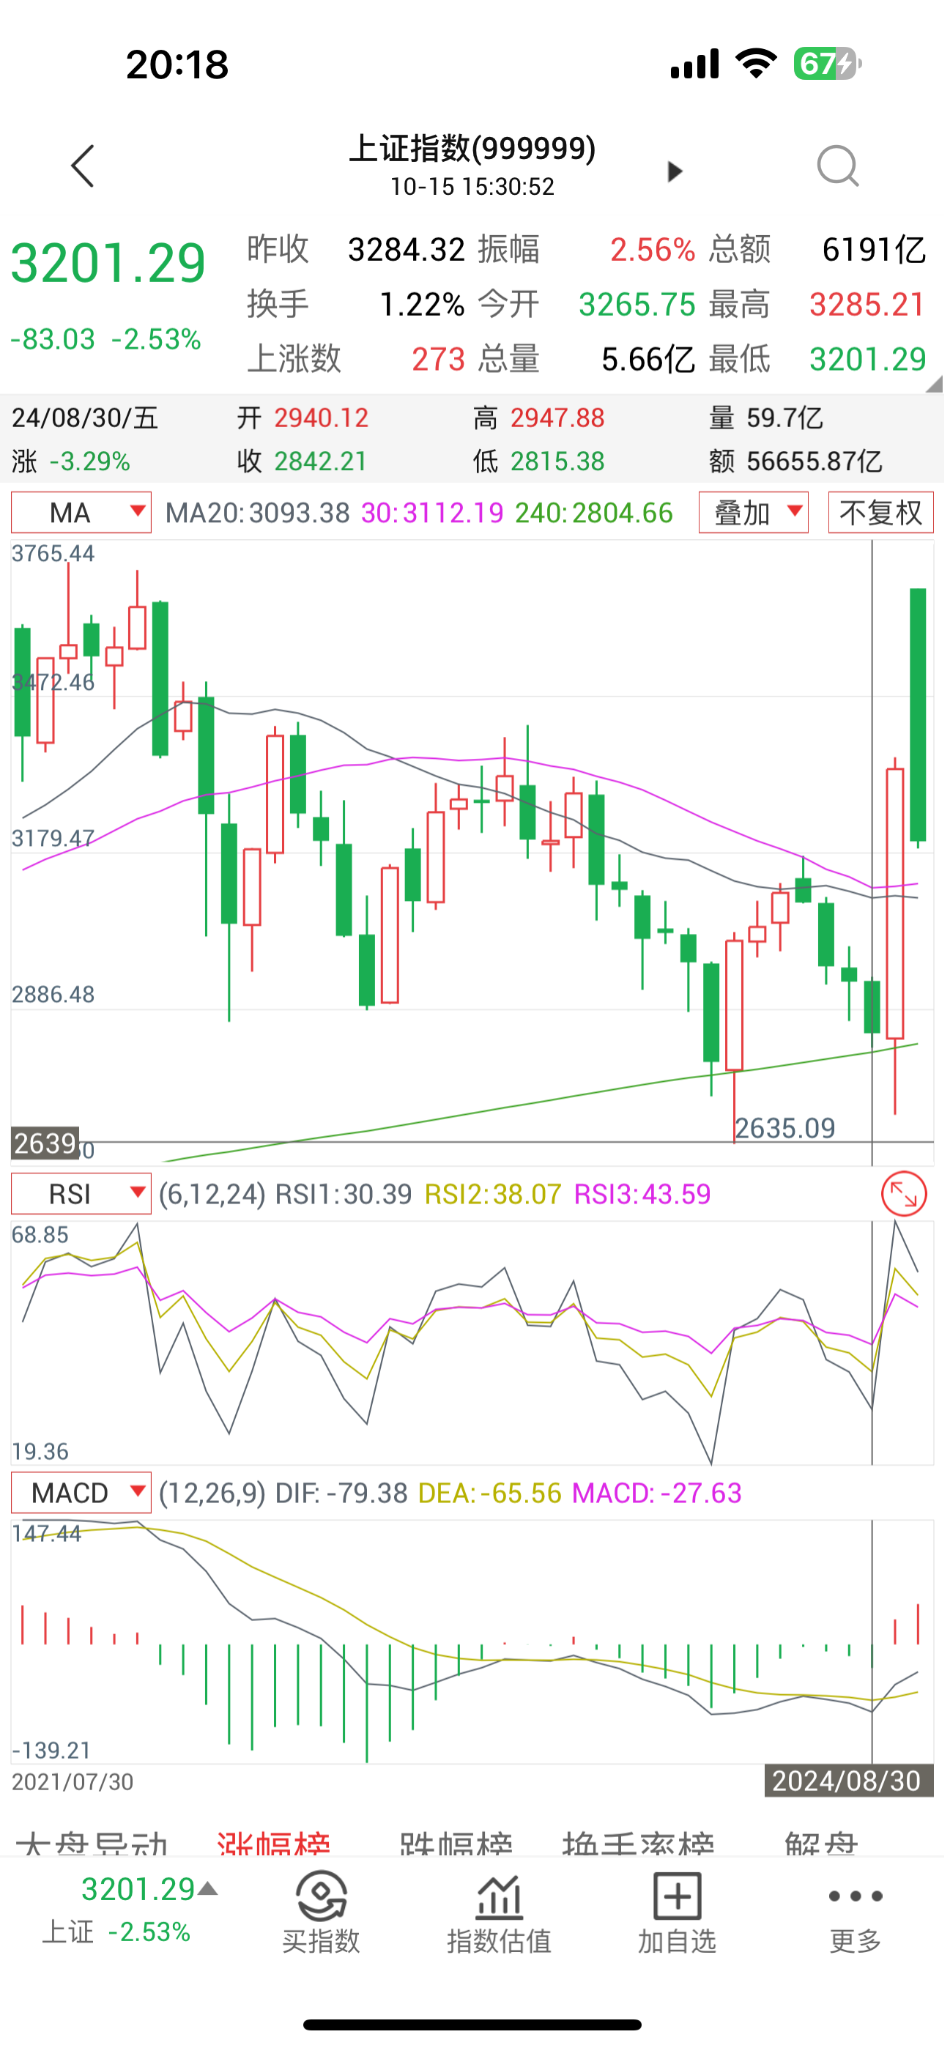 20:18
67
上证指数(999999)
10-15 15:30:52
3201.29
-83.03 -2.53%
昨收 3284.32 振幅 2.56% 总额 6191亿
换手 1.22% 今开 3265.75 最高 3285.21
上涨数 273 总量 5.66亿 最低 3201.29
24/08/30/五 开 2940.12 高 2947.88 量 59.7亿
涨 -3.29% 收 2842.21 低 2815.38 额 56655.87亿
MA MA20:3093.38 30:3112.19 240:2804.66 叠加 不复权
3765.44
3472.46
3179.47
2886.48
2635.09
2639
RSI (6,12,24) RSI1:30.39 RSI2:38.07 RSI3:43.59
68.85
19.36
MACD (12,26,9) DIF: -79.38 DEA:-65.56 MACD: -27.63
147.44
-139.21
2021/07/30 2024/08/30
大盘异动 涨幅榜 跌幅榜 换手率榜 解盘
3201.29
上证 -2.53%
买指数 指数估值 加自选 更多